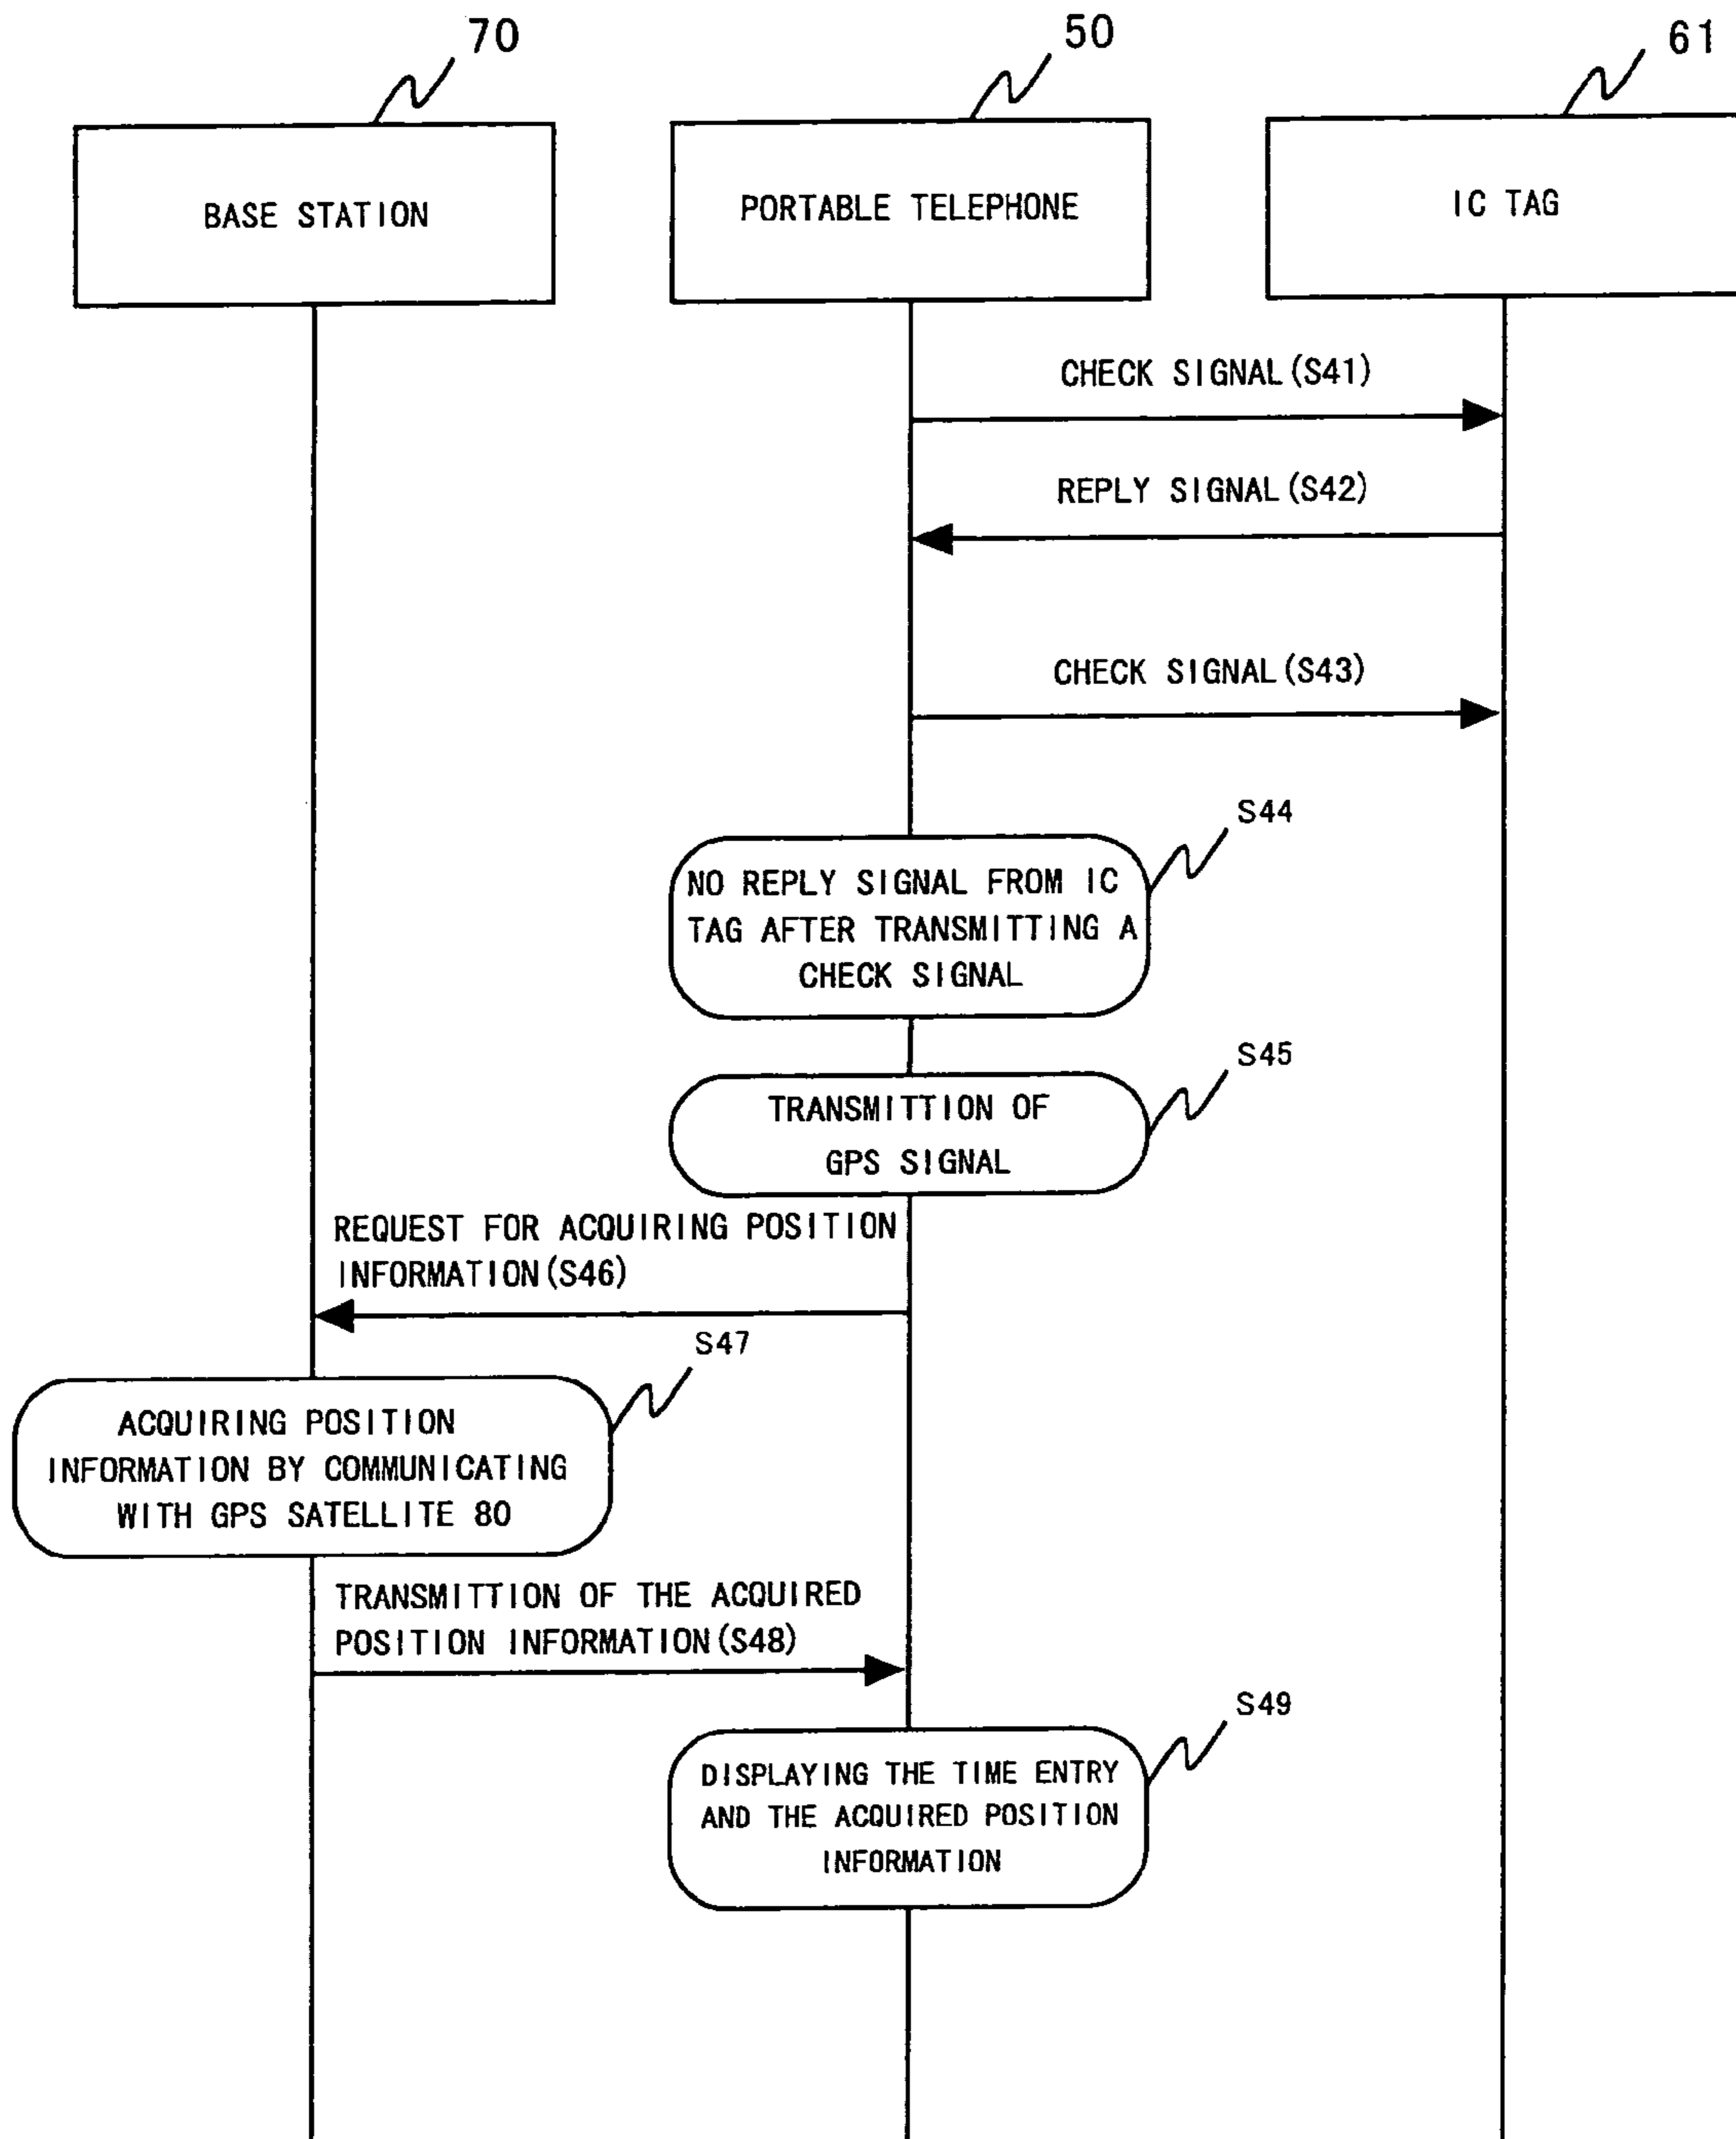 70
50
61
BASE STATION
PORTABLE TELEPHONE
IC TAG
CHECK SIGNAL(S41)
REPLY SIGNAL(S42)
CHECK SIGNAL(S43)
S44
NO REPLY SIGNAL FROM IC
TAG AFTER TRANSMITTING A
CHECK SIGNAL
S45
TRANSMITTION OF
GPS SIGNAL
REQUEST FOR ACQUIRING POSITION
INFORMATION(S46)
S47
ACQUIRING POSITION
INFORMATION BY COMMUNICATING
WITH GPS SATELLITE 80
TRANSMITTION OF THE ACQUIRED
POSITION INFORMATION(S48)
S49
DISPLAYING THE TIME ENTRY
AND THE ACQUIRED POSITION
INFORMATION